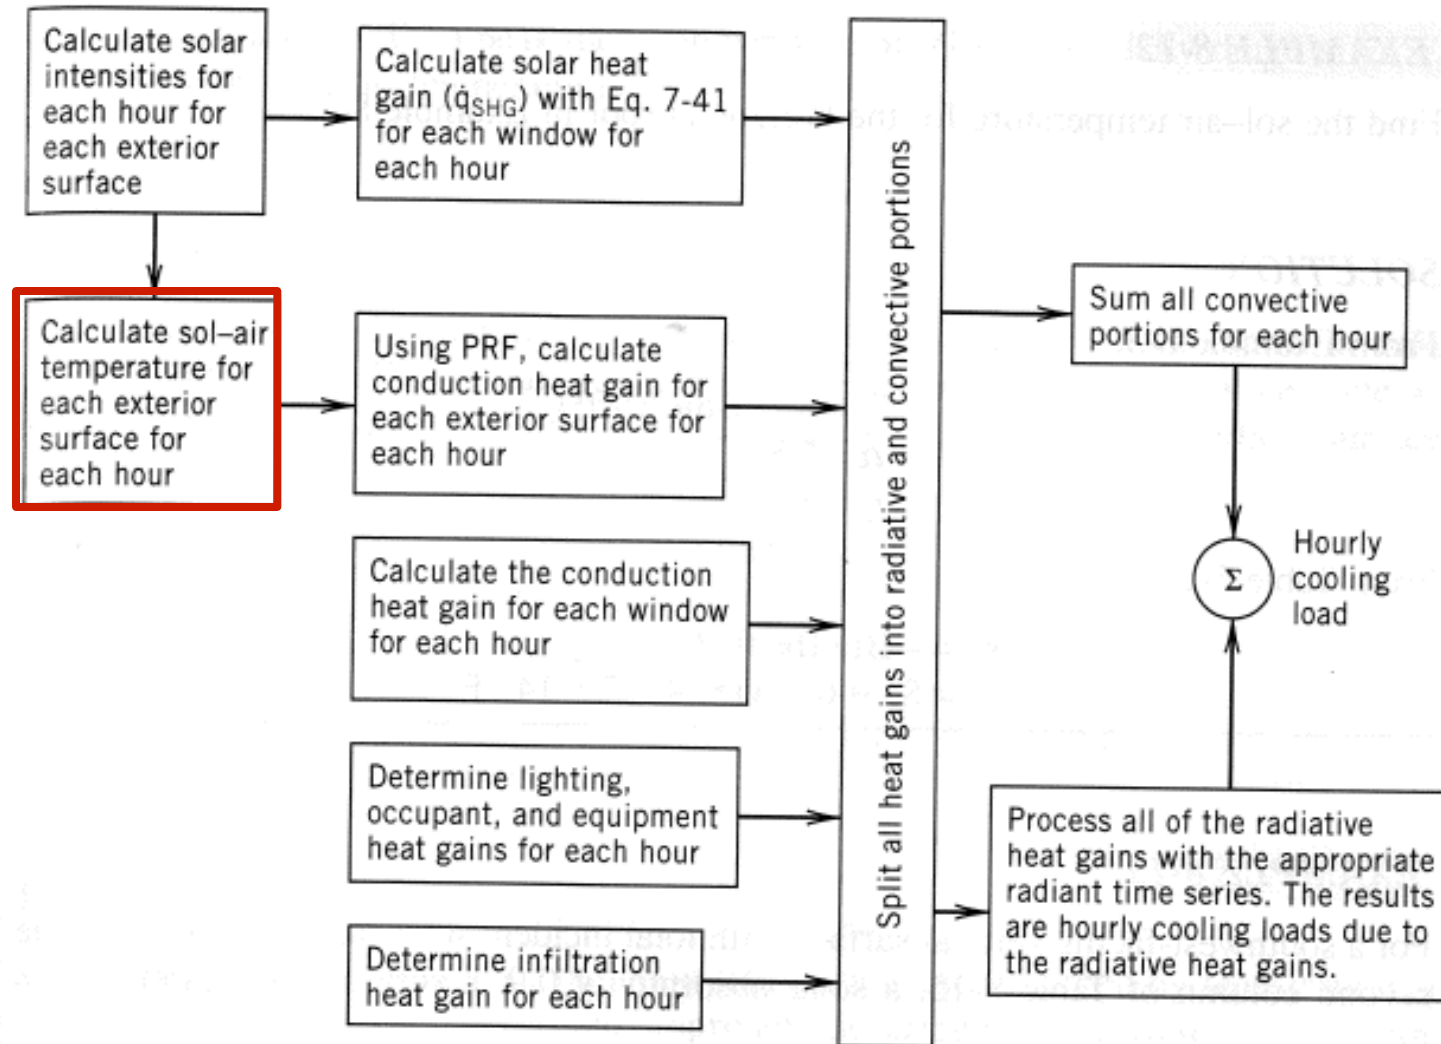 Calculate solar
intensities for
each hour for
each exterior
surface
Calculate solar heat
gain (q̇SHG) with Eq. 7-41
for each window for
each hour
Calculate sol–air
temperature for
each exterior
surface for
each hour
Using PRF, calculate
conduction heat gain for
each exterior surface for
each hour
Calculate the conduction
heat gain for each window
for each hour
Determine lighting,
occupant, and equipment
heat gains for each hour
Determine infiltration
heat gain for each hour
Split all heat gains into radiative and convective portions
Sum all convective
portions for each hour
Σ
Hourly
cooling
load
Process all of the radiative
heat gains with the appropriate
radiant time series. The results
are hourly cooling loads due to
the radiative heat gains.